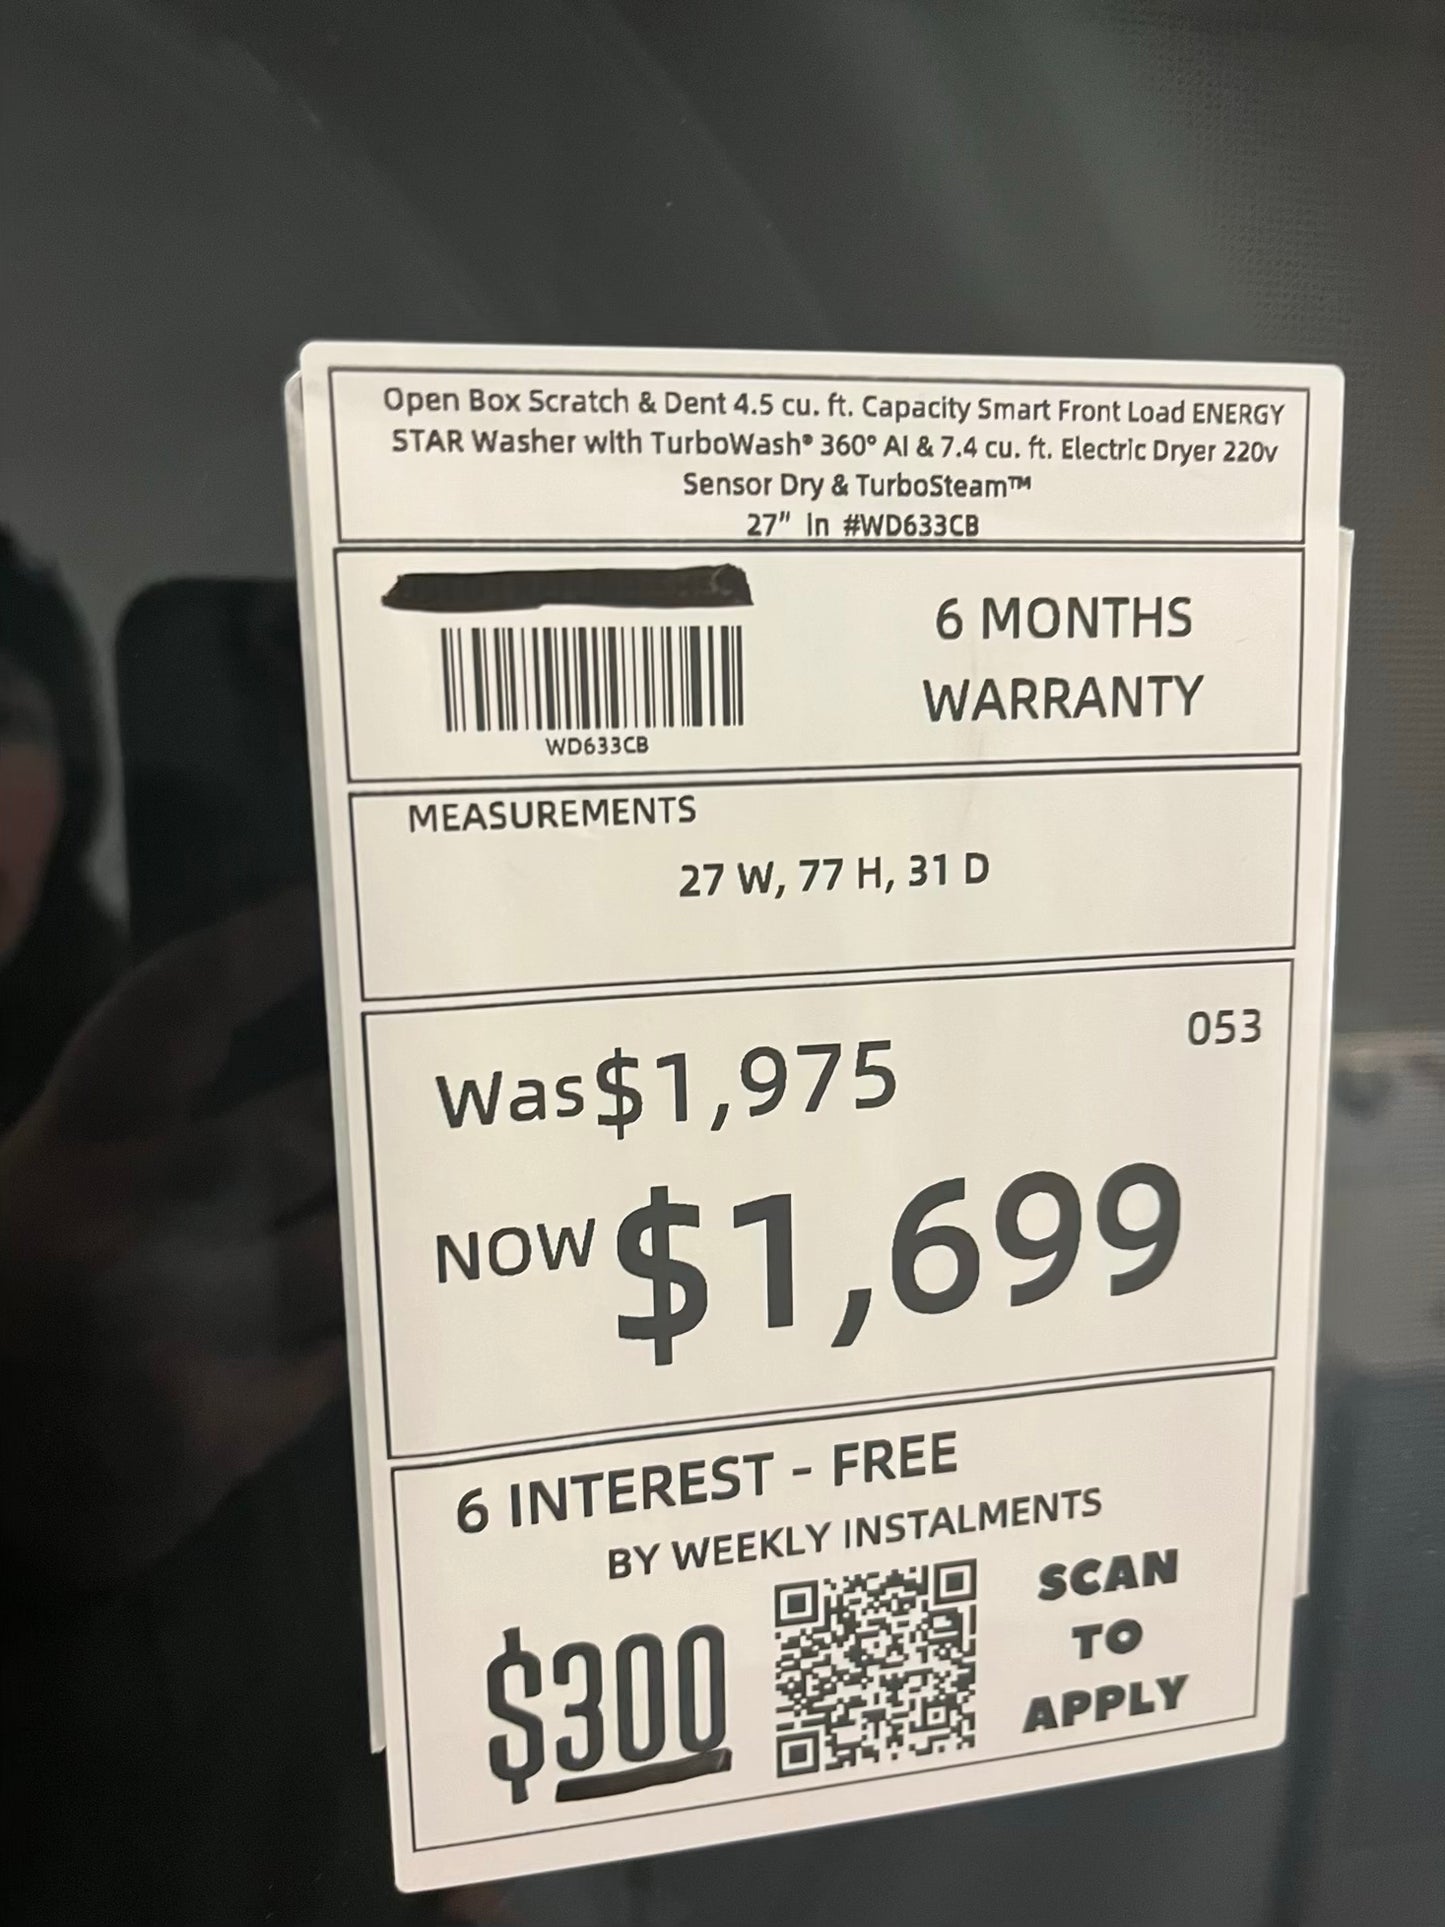 Open Box Scratch & Dent 4.5 cu. ft. Capacity Smart Front Load ENERGY
STAR Washer with TurboWash® 360° AI & 7.4 cu. ft. Electric Dryer 220v
Sensor Dry & TurboSteam™
27" in #WD633CB
WD633CB
6 MONTHS
WARRANTY
MEASUREMENTS
27 W, 77 H, 31 D
053
Was $1,975
NOW $1,699
6 INTEREST - FREE
BY WEEKLY INSTALMENTS
$300
SCAN
TO
APPLY